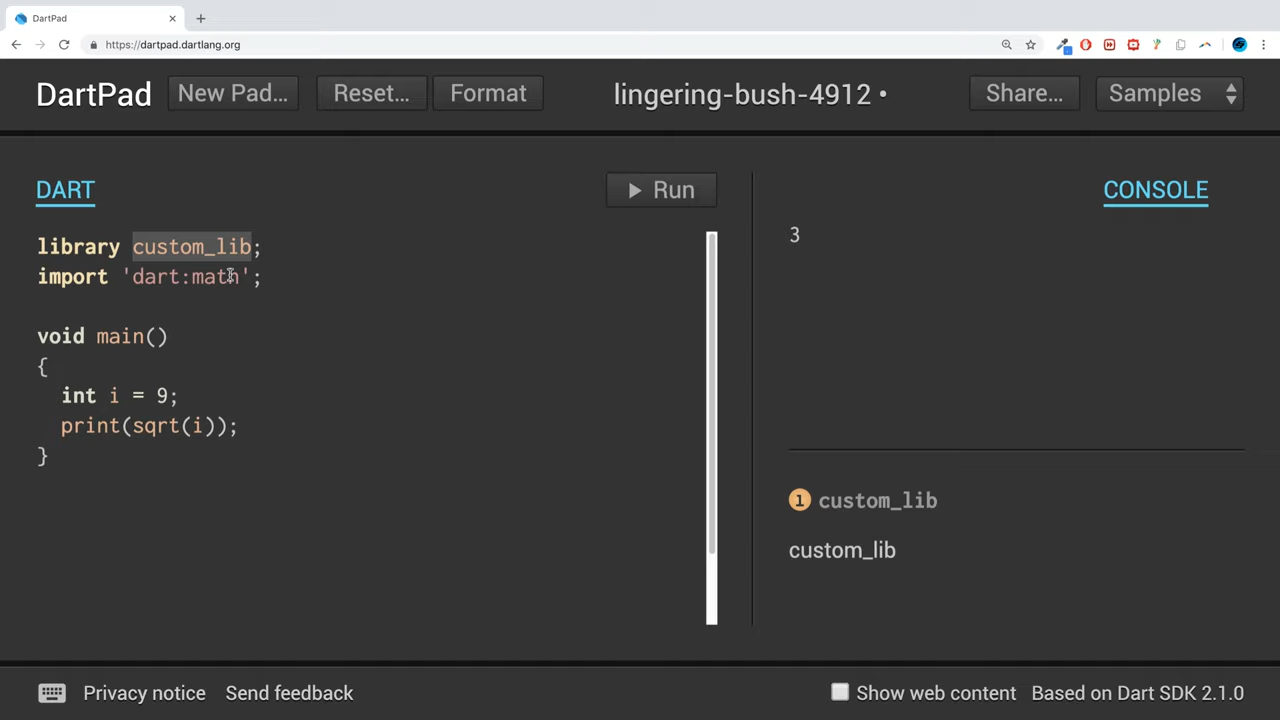 DartPad
https://dartpad.dartlang.org
DartPad New Pad... Reset... Format lingering-bush-4912 • Share... Samples
DART Run CONSOLE
library custom_lib;
import 'dart:math';
void main()
{
int i = 9;
print(sqrt(i));
}
3
1 custom_lib
custom_lib
Privacy notice Send feedback Show web content Based on Dart SDK 2.1.0